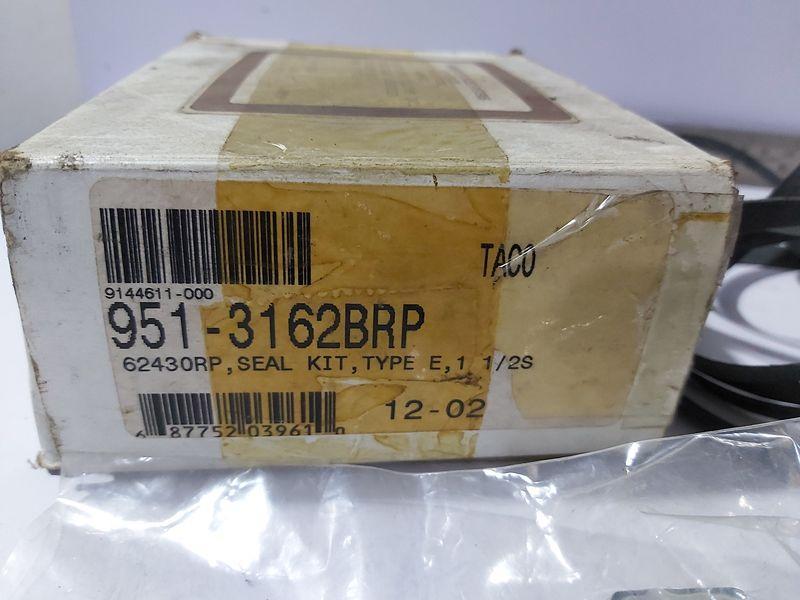 TACO
9144611-000
951-3162BRP
62430RP,SEAL KIT,TYPE E,1 1/2S
12-02
6 87752 03961 0